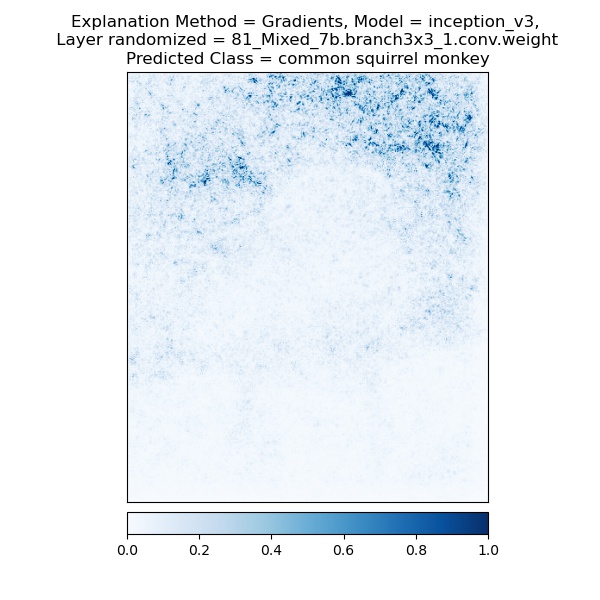 Explanation Method = Gradients, Model = inception_v3,
Layer randomized = 81_Mixed_7b.branch3x3_1.conv.weight
Predicted Class = common squirrel monkey
0.0 0.2 0.4 0.6 0.8 1.0